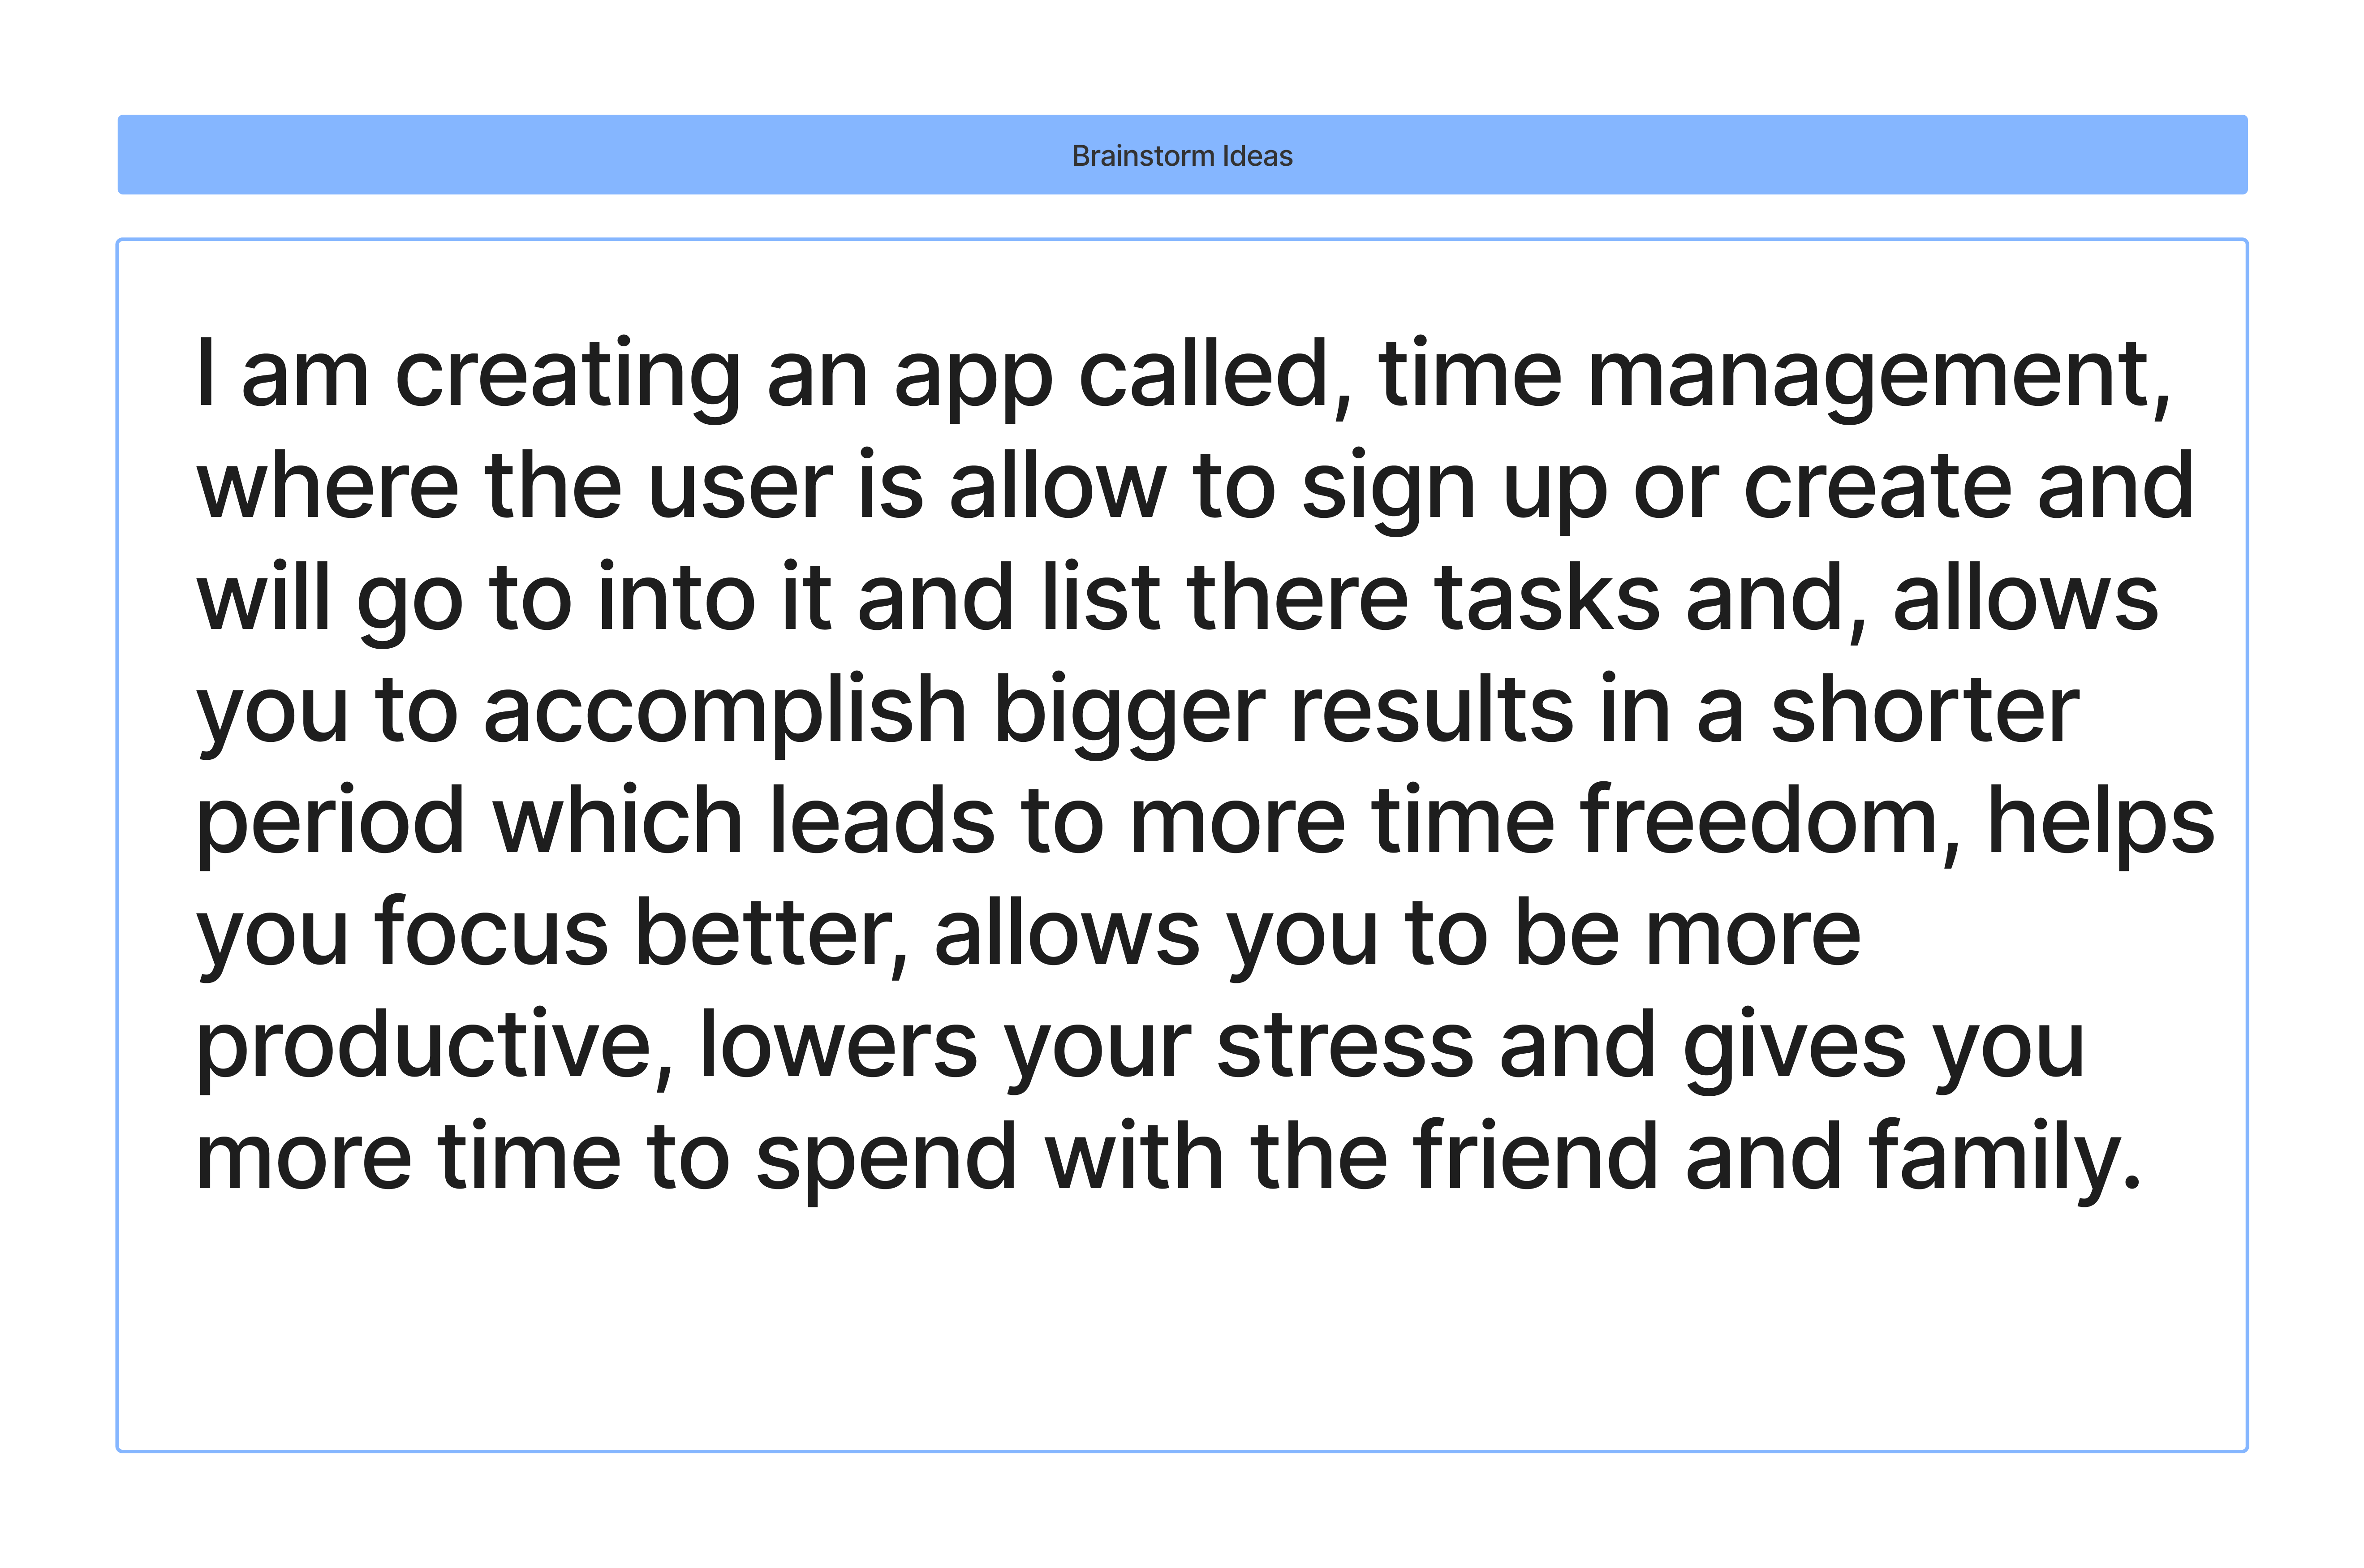 Brainstorm Ideas
I am creating an app called, time management,
where the user is allow to sign up or create and
will go to into it and list there tasks and, allows
you to accomplish bigger results in a shorter
period which leads to more time freedom, helps
you focus better, allows you to be more
productive, lowers your stress and gives you
more time to spend with the friend and family.